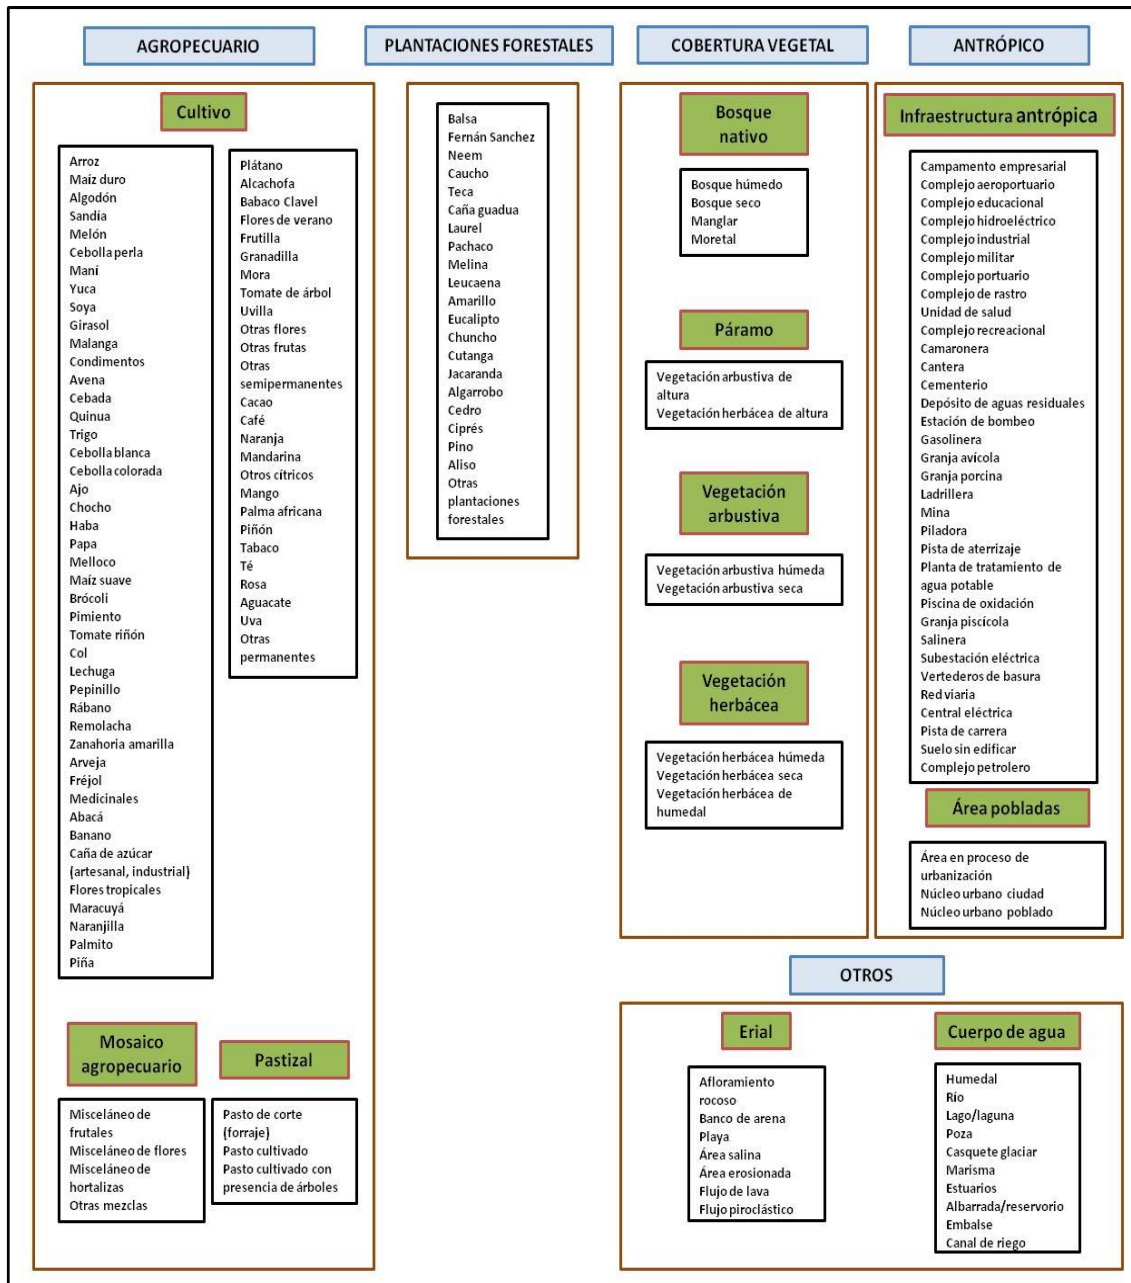 AGROPECUARIO
Cultivo
Arroz
Maíz duro
Algodón
Sandía
Melón
Cebolla perla
Maní
Yuca
Soya
Girasol
Malanga
Condimentos
Avena
Cebada
Quinua
Trigo
Cebolla blanca
Cebolla colorada
Ajo
Chocho
Haba
Papa
Melloco
Maíz suave
Brócoli
Pimiento
Tomate riñón
Col
Lechuga
Pepinillo
Rábano
Remolacha
Zanahoria amarilla
Arveja
Fréjol
Medicinales
Abacá
Banano
Caña de azúcar
(artesanal, industrial)
Flores tropicales
Maracuyá
Naranjilla
Palmito
Piña
Plátano
Alcachofa
Babaco Clavel
Flores de verano
Frutilla
Granadilla
Mora
Tomate de árbol
Uvilla
Otras flores
Otras frutas
Otras
semipermanentes
Cacao
Café
Naranja
Mandarina
Otros cítricos
Mango
Palma africana
Piñón
Tabaco
Té
Rosa
Aguacate
Uva
Otras
permanentes
Mosaico
agropecuario
Misceláneo de
frutales
Misceláneo de flores
Misceláneo de
hortalizas
Otras mezclas
Pastizal
Pasto de corte
(forraje)
Pasto cultivado
Pasto cultivado con
presencia de árboles
PLANTACIONES FORESTALES
Balsa
Fernán Sanchez
Neem
Caucho
Teca
Caña guadua
Laurel
Pachaco
Melina
Leucaena
Amarillo
Eucalipto
Chuncho
Cutanga
Jacaranda
Algarrobo
Cedro
Ciprés
Pino
Aliso
Otras
plantaciones
forestales
COBERTURA VEGETAL
Bosque
nativo
Bosque húmedo
Bosque seco
Manglar
Moretal
Páramo
Vegetación arbustiva de
altura
Vegetación herbácea de altura
Vegetación
arbustiva
Vegetación arbustiva húmeda
Vegetación arbustiva seca
Vegetación
herbácea
Vegetación herbácea húmeda
Vegetación herbácea seca
Vegetación herbácea de
humedal
ANTRÓPICO
Infraestructura antrópica
Campamento empresarial
Complejo aeroportuario
Complejo educacional
Complejo hidroeléctrico
Complejo industrial
Complejo militar
Complejo portuario
Complejo de rastro
Unidad de salud
Complejo recreacional
Camaronera
Cantera
Cementerio
Depósito de aguas residuales
Estación de bombeo
Gasolinera
Granja avícola
Granja porcina
Ladrillera
Mina
Piladora
Pista de aterrizaje
Planta de tratamiento de
agua potable
Piscina de oxidación
Granja piscícola
Salinera
Subestación eléctrica
Vertederos de basura
Red viaria
Central eléctrica
Pista de carrera
Suelo sin edificar
Complejo petrolero
Área pobladas
Área en proceso de
urbanización
Núcleo urbano ciudad
Núcleo urbano poblado
OTROS
Erial
Afloramiento
rocoso
Banco de arena
Playa
Área salina
Área erosionada
Flujo de lava
Flujo piroclástico
Cuerpo de agua
Humedal
Río
Lago/laguna
Poza
Casquete glaciar
Marisma
Estuarios
Albarrada/reservorio
Embalse
Canal de riego